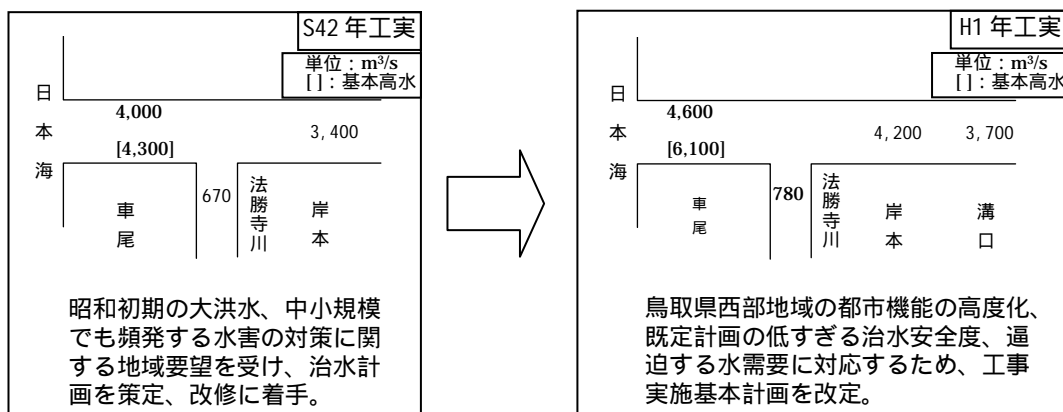 S42 年工実
単位：m³/s
[ ]：基本高水
日本海
4,000
3,400
[4,300]
670
法勝寺川
車尾
岸本
昭和初期の大洪水、中小規模
でも頻発する水害の対策に関
する地域要望を受け、治水計
画を策定、改修に着手。
H1 年工実
単位：m³/s
[ ]：基本高水
日本海
4,600
4,200
3,700
[6,100]
780
法勝寺川
車尾
岸本
溝口
鳥取県西部地域の都市機能の高度化、
既定計画の低すぎる治水安全度、逼
迫する水需要に対応するため、工事
実施基本計画を改定。